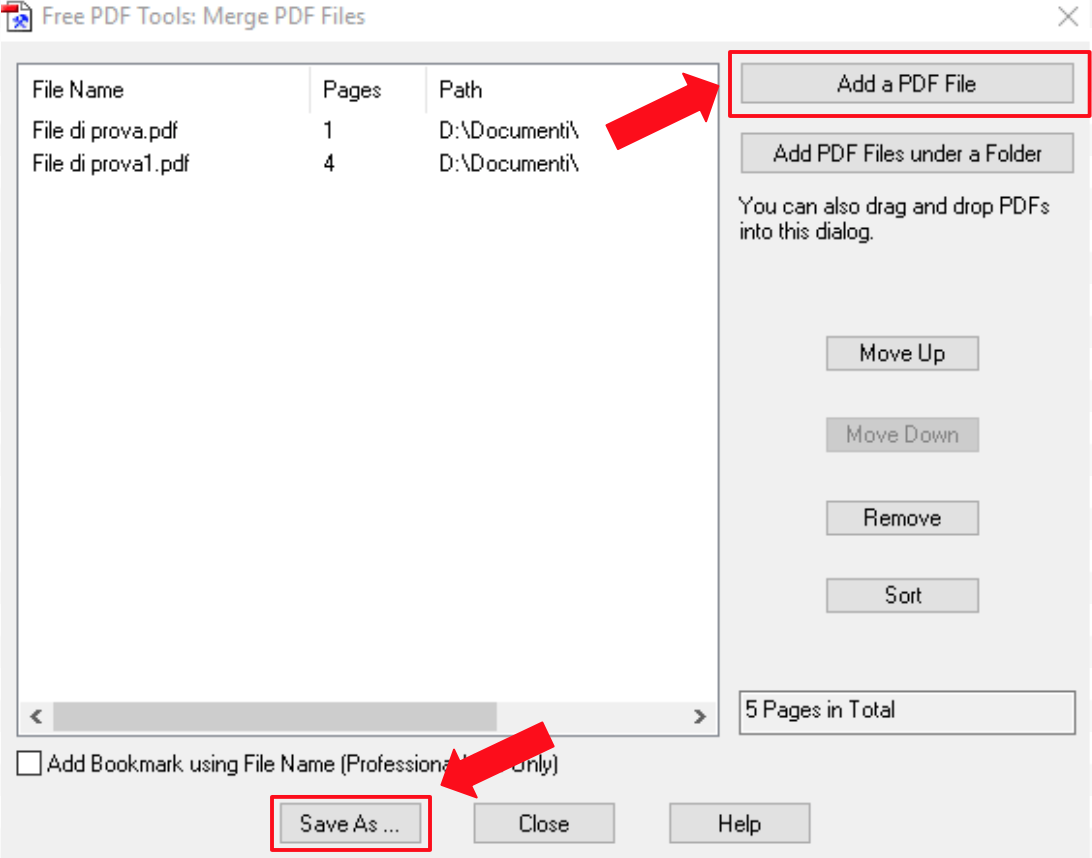 Free PDF Tools: Merge PDF Files
File Name Pages Path
File di prova.pdf 1 D:\Documenti\
File di prova1.pdf 4 D:\Documenti\
Add a PDF File
Add PDF Files under a Folder
You can also drag and drop PDFs
into this dialog.
Move Up
Move Down
Remove
Sort
5 Pages in Total
Add Bookmark using File Name (Only)
Save As ...
Close
Help